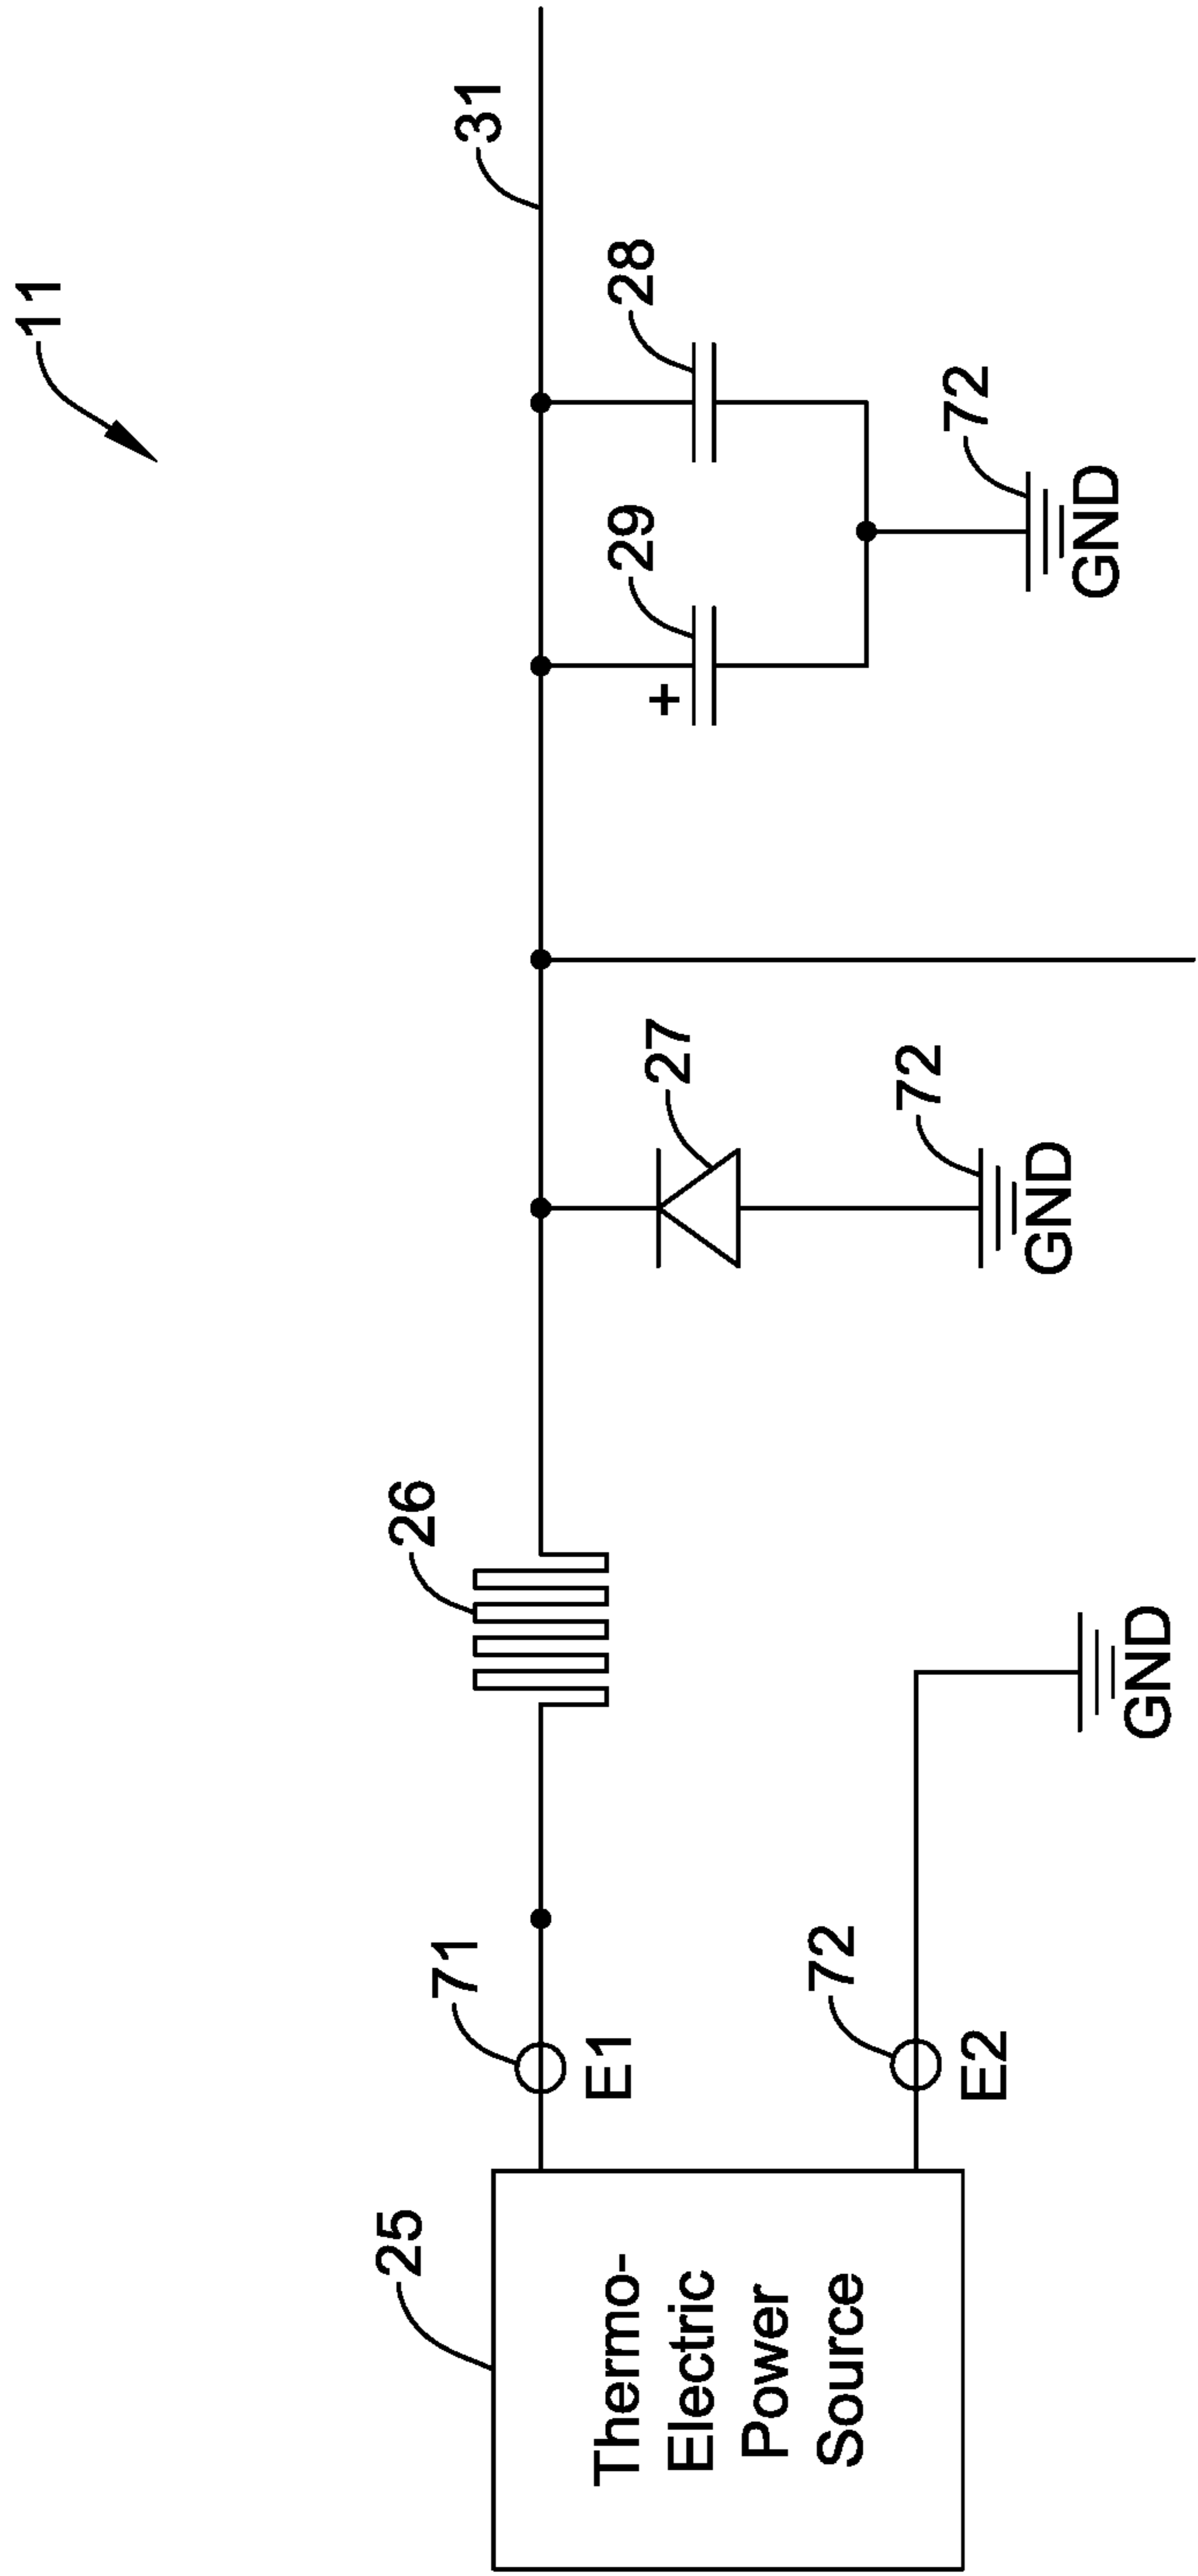 11
31
28
29
72
GND
27
72
GND
26
71
E1
72
E2
GND
25
Thermo-
Electric
Power
Source